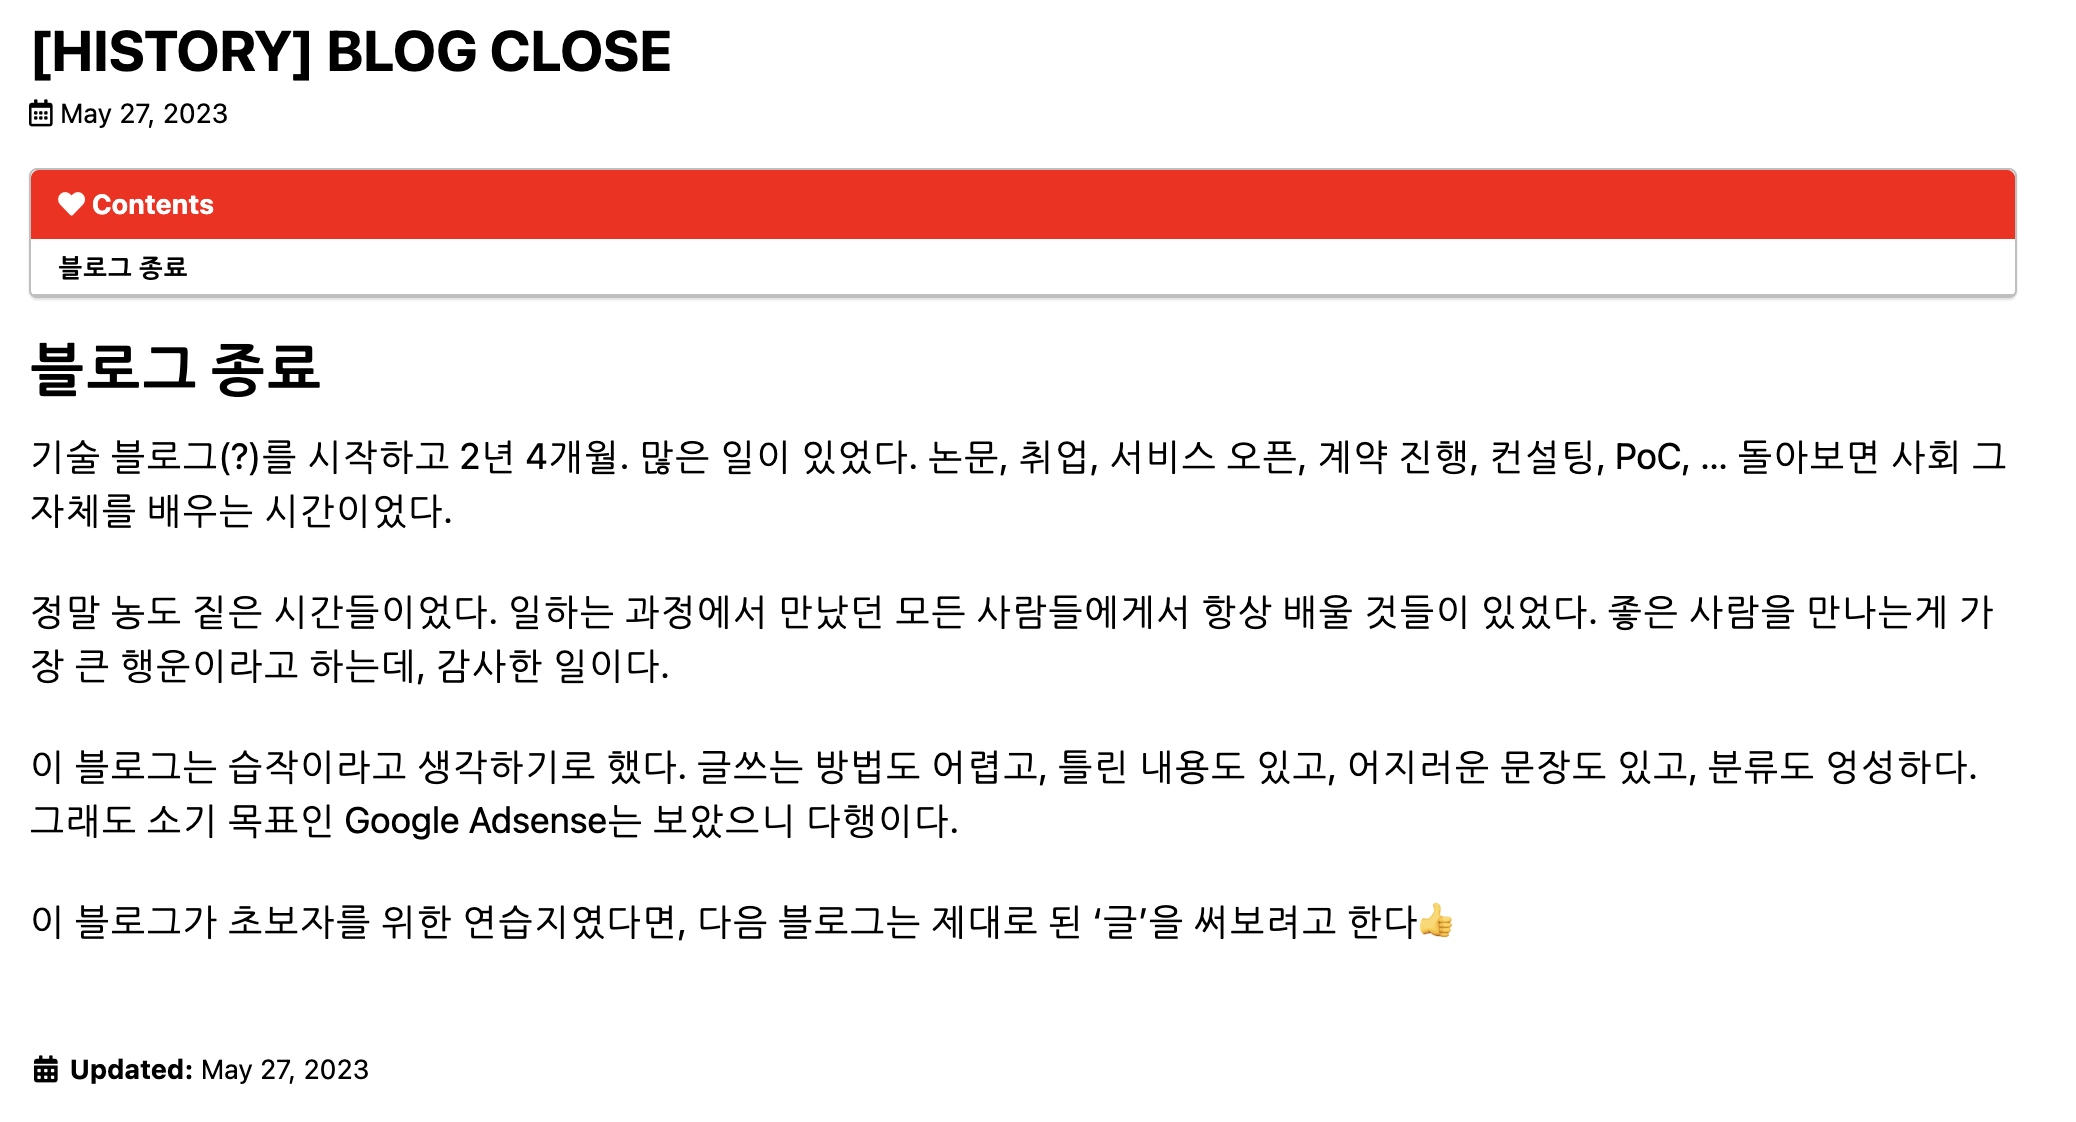 [HISTORY] BLOG CLOSE
May 27, 2023
Contents
블로그 종료
블로그 종료
기술 블로그(?)를 시작하고 2년 4개월. 많은 일이 있었다. 논문, 취업, 서비스 오픈, 계약 진행, 컨설팅, PoC, ... 돌아보면 사회 그
자체를 배우는 시간이었다.
정말 농도 짙은 시간들이었다. 일하는 과정에서 만났던 모든 사람들에게서 항상 배울 것들이 있었다. 좋은 사람을 만나는게 가
장 큰 행운이라고 하는데, 감사한 일이다.
이 블로그는 습작이라고 생각하기로 했다. 글쓰는 방법도 어렵고, 틀린 내용도 있고, 어지러운 문장도 있고, 분류도 엉성하다.
그래도 소기 목표인 Google Adsense는 보았으니 다행이다.
이 블로그가 초보자를 위한 연습지였다면, 다음 블로그는 제대로 된 ‘글’을 써보려고 한다👍
Updated: May 27, 2023